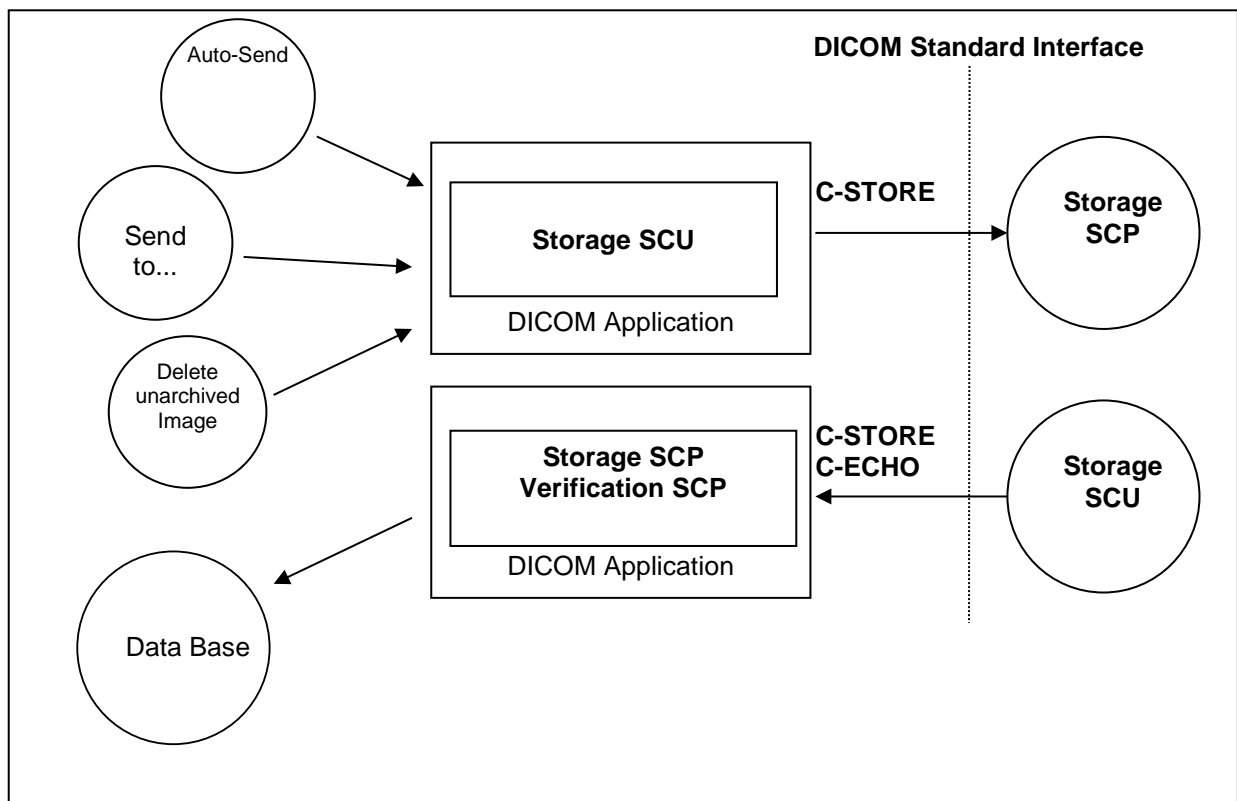 Auto-Send
DICOM Standard Interface
Send
to...
Storage SCU
DICOM Application
C-STORE
Storage
SCP
Delete
unarchived
Image
Storage SCP
Verification SCP
DICOM Application
C-STORE
C-ECHO
Storage
SCU
Data Base